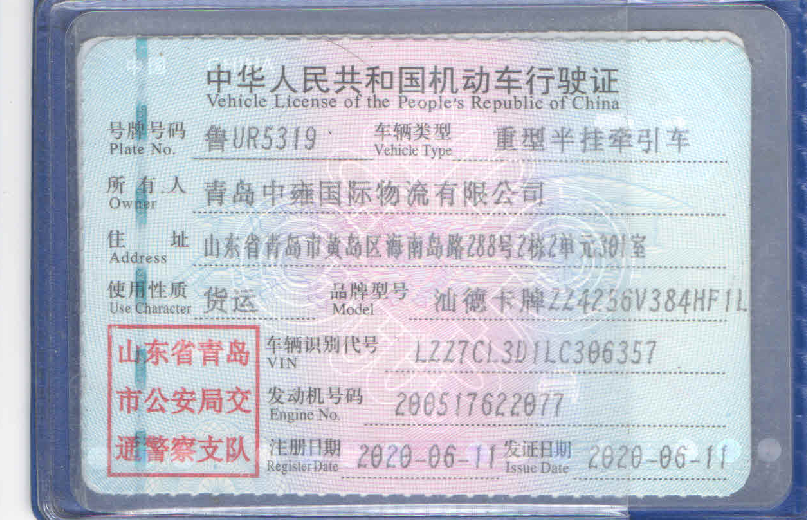 中华人民共和国机动车行驶证
Vehicle License of the People's Republic of China
号牌号码 鲁UR5319 车辆类型 重型半挂牵引车
Plate No. Vehicle Type
所有人 青岛中雍国际物流有限公司
Owner
住址 山东省青岛市黄岛区海南岛路288号2栋2单元301室
Address
使用性质 货运 品牌型号 汕德卡牌ZZ4256V384HF1L
Use Character Model
山东省青岛 车辆识别代号 LZZ7CL3D1LC306357
VIN
市公安局交 发动机号码 200517622077
Engine No.
通警察支队 注册日期 2020-06-11 发证日期 2020-06-11
Register Date Issue Date